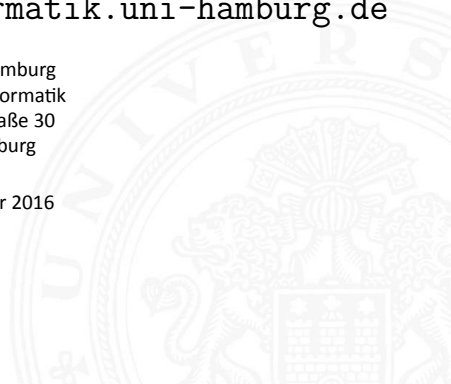 rmatik.uni-hamburg.de
mburg
ormatik
aße 30
burg
r 2016
U N I V E R S